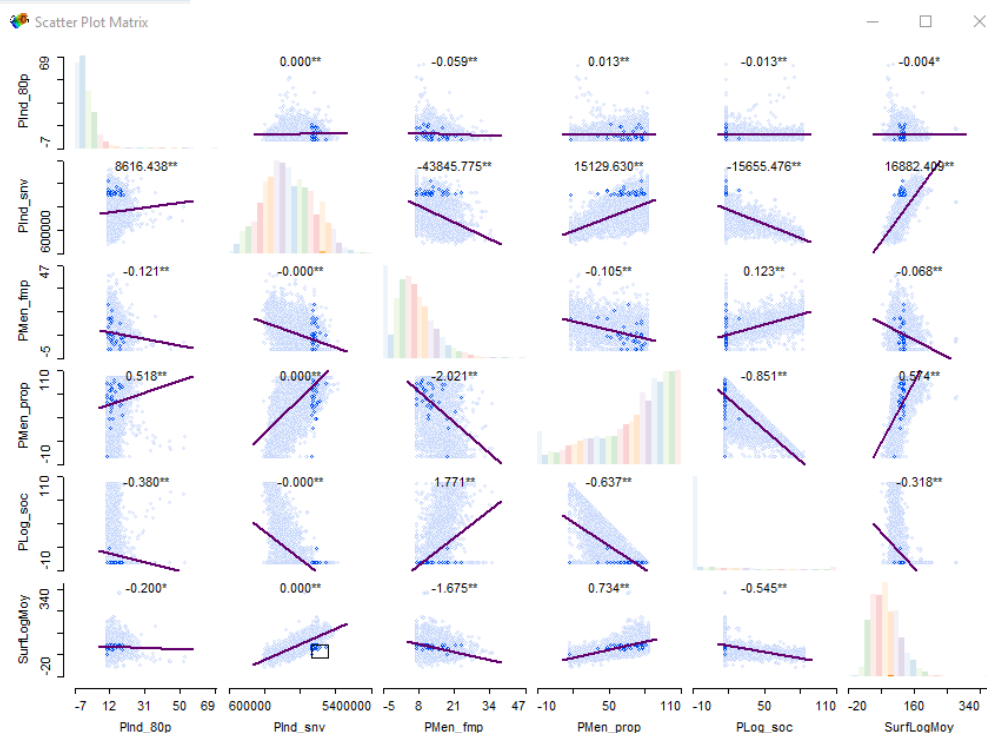 Scatter Plot Matrix
PInd_80p 69 7 0.000** -0.059** 0.013** -0.013** -0.004*
PInd_snv 600000 8616.438** -43845.775** 15129.630** -15655.476** 16882.409**
PMen_fmp 47 -5 -0.121** -0.000** -0.105** 0.123** -0.068**
PMen_prop 110 -10 0.518** 0.000** -2.021** -0.851** 0.574**
PLog_soc 110 -10 -0.380** -0.000** 1.771** -0.637** -0.318**
SurfLogMoy 340 -20 -0.200* 0.000** -1.675** 0.734** -0.545**
-7 12 31 50 69 600000 5400000 -5 8 21 34 47 -10 50 110 -10 50 110 -20 160 340
PInd_80p PInd_snv PMen_fmp PMen_prop PLog_soc SurfLogMoy